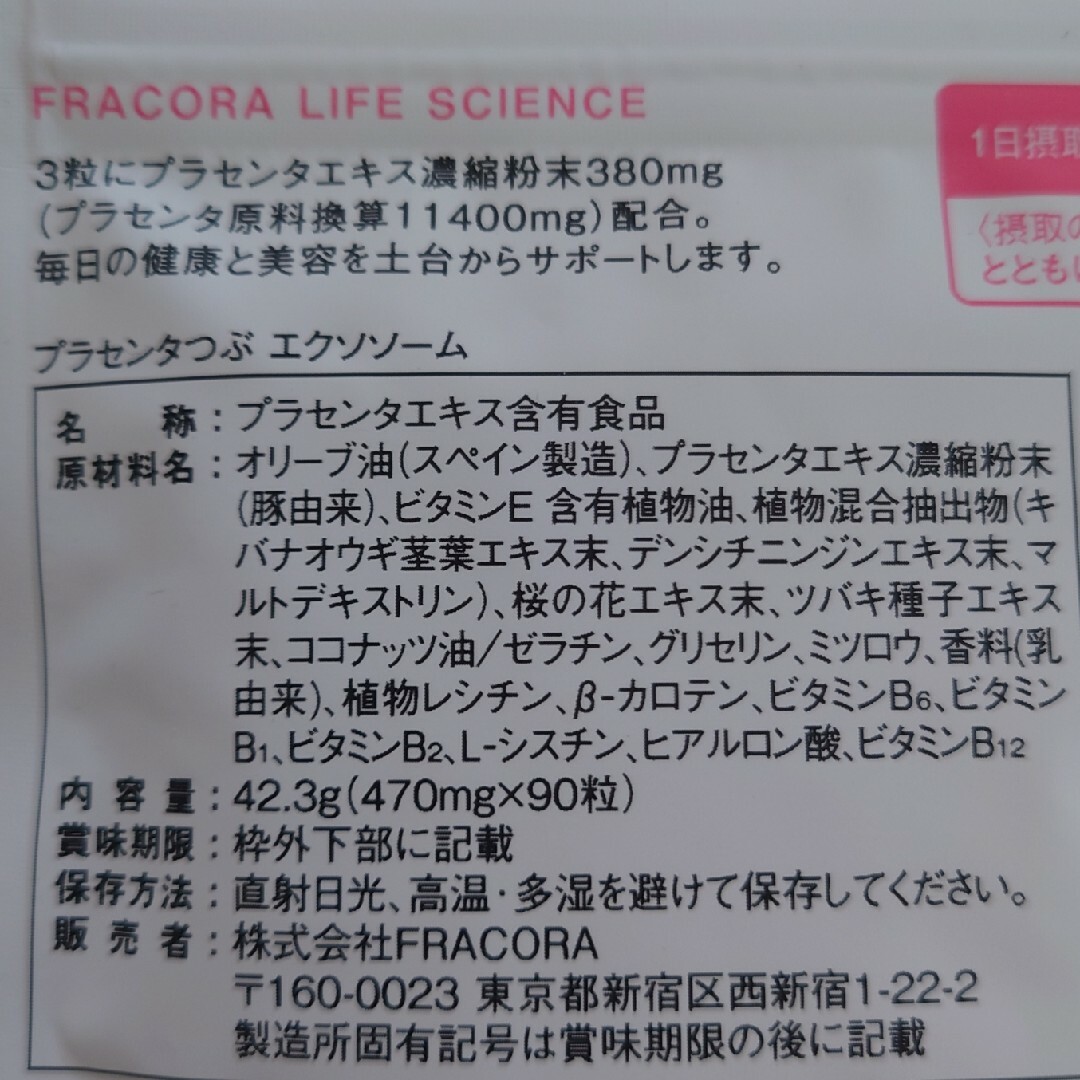 FRACORA LIFE SCIENCE
3粒にプラセンタエキス濃縮粉末380mg
(プラセンタ原料換算11400mg)配合。
毎日の健康と美容を土台からサポートします。
1日摂取
〈摂取の
とともに
プラセンタつぶ エクソソーム
名称：プラセンタエキス含有食品
原材料名：オリーブ油(スペイン製造)、プラセンタエキス濃縮粉末
(豚由来)、ビタミンE 含有植物油、植物混合抽出物(キ
バナオウギ茎葉エキス末、デンシチニンジンエキス末、マ
ルトデキストリン)、桜の花エキス末、ツバキ種子エキス
末、ココナッツ油/ゼラチン、グリセリン、ミツロウ、香料(乳
由来)、植物レシチン、β-カロテン、ビタミンB6、ビタミン
B1、ビタミンB2、L-シスチン、ヒアルロン酸、ビタミンB12
内容量：42.3g(470mg×90粒)
賞味期限：枠外下部に記載
保存方法：直射日光、高温・多湿を避けて保存してください。
販売者：株式会社FRACORA
〒160-0023 東京都新宿区西新宿1-22-2
製造所固有記号は賞味期限の後に記載